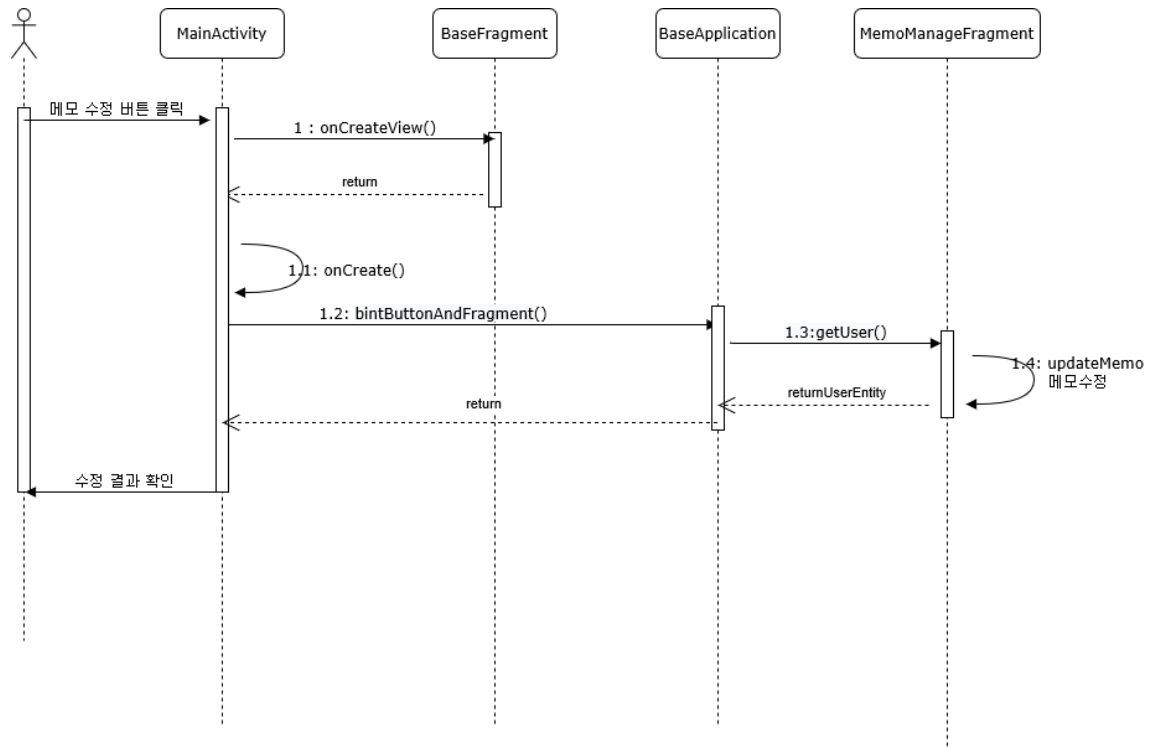 MainActivity
BaseFragment
BaseApplication
MemoManageFragment
메모 수정 버튼 클릭
1 : onCreateView()
return
1.1: onCreate()
1.2: bintButtonAndFragment()
1.3:getUser()
1.4: updateMemo
메모수정
returnUserEntity
return
수정 결과 확인